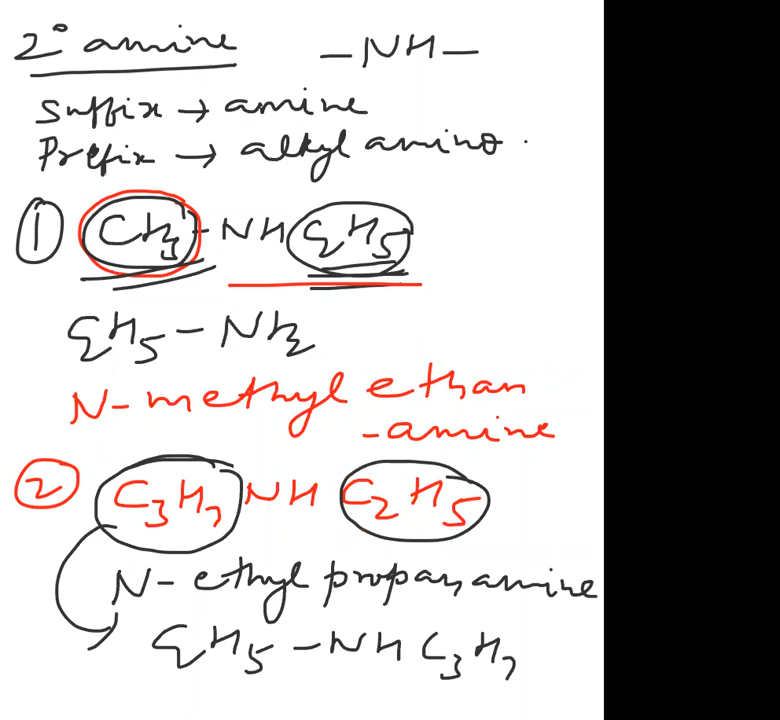 2° amine -NH-
Suffix → amine
Prefix → alkyl amino.
① CH3-NH C2H5
C2H5-NH2
N-methyl ethan
-amine
② C3H7 NH C2H5
N-ethyl propanamine
C2H5-NH C3H7